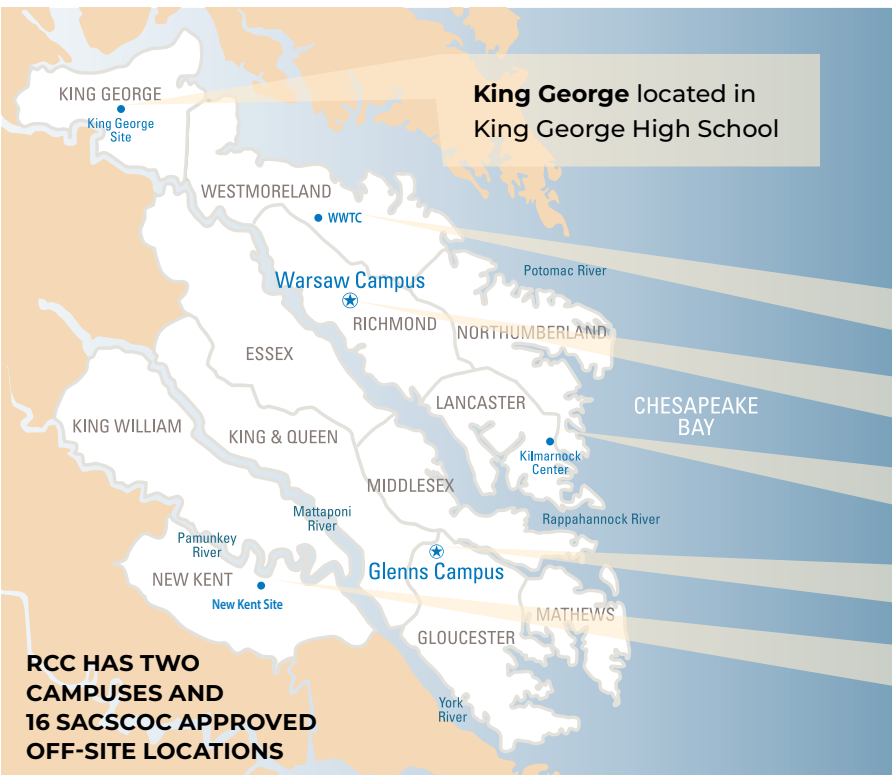 KING GEORGE
King George
Site
King George located in
King George High School
WESTMORELAND
WWTC
Potomac River
Warsaw Campus
RICHMOND
NORTHUMBERLAND
ESSEX
LANCASTER
CHESAPEAKE
BAY
KING WILLIAM
KING & QUEEN
Kilmarnock
Center
MIDDLESEX
Mattaponi
River
Rappahannock River
Pamunkey
River
Glenns Campus
NEW KENT
New Kent Site
MATHEWS
GLOUCESTER
York
River
RCC HAS TWO
CAMPUSES AND
16 SACSCOC APPROVED
OFF-SITE LOCATIONS